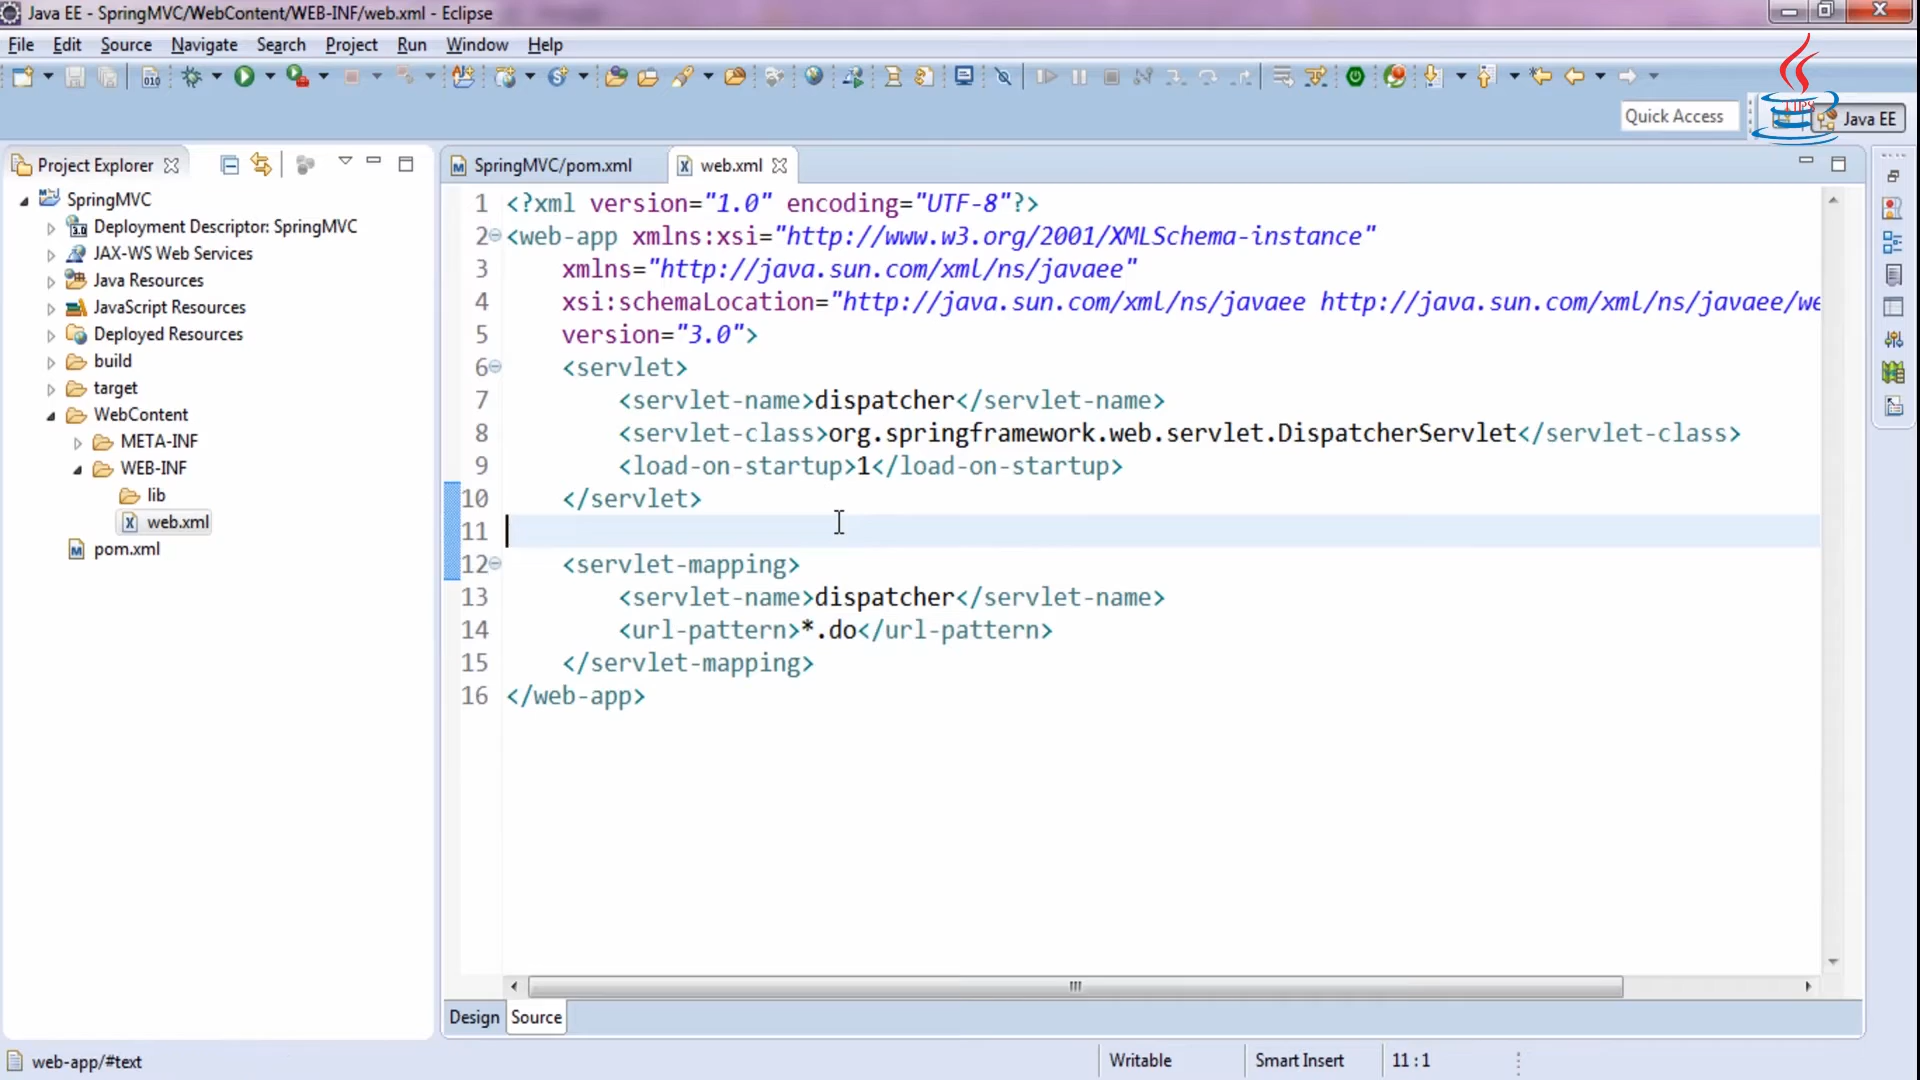 Java EE - SpringMVC/WebContent/WEB-INF/web.xml - Eclipse
File Edit Source Navigate Search Project Run Window Help
Quick Access
TIPS
Java EE
Project Explorer
SpringMVC
Deployment Descriptor: SpringMVC
JAX-WS Web Services
Java Resources
JavaScript Resources
Deployed Resources
build
target
WebContent
META-INF
WEB-INF
lib
web.xml
pom.xml
SpringMVC/pom.xml web.xml
1 <?xml version="1.0" encoding="UTF-8"?>
2 <web-app xmlns:xsi="http://www.w3.org/2001/XMLSchema-instance"
3 xmlns="http://java.sun.com/xml/ns/javaee"
4 xsi:schemaLocation="http://java.sun.com/xml/ns/javaee http://java.sun.com/xml/ns/javaee/we
5 version="3.0">
6 <servlet>
7 <servlet-name>dispatcher</servlet-name>
8 <servlet-class>org.springframework.web.servlet.DispatcherServlet</servlet-class>
9 <load-on-startup>1</load-on-startup>
10 </servlet>
11
12 <servlet-mapping>
13 <servlet-name>dispatcher</servlet-name>
14 <url-pattern>*.do</url-pattern>
15 </servlet-mapping>
16 </web-app>
Design Source
web-app/#text Writable Smart Insert 11 : 1